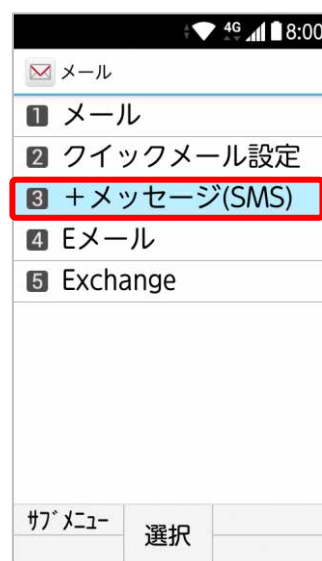 4G 8:00
メール
1 メール
2 クイックメール設定
3 +メッセージ(SMS)
4 Eメール
5 Exchange
ｻﾌﾞﾒﾆｭｰ
選択